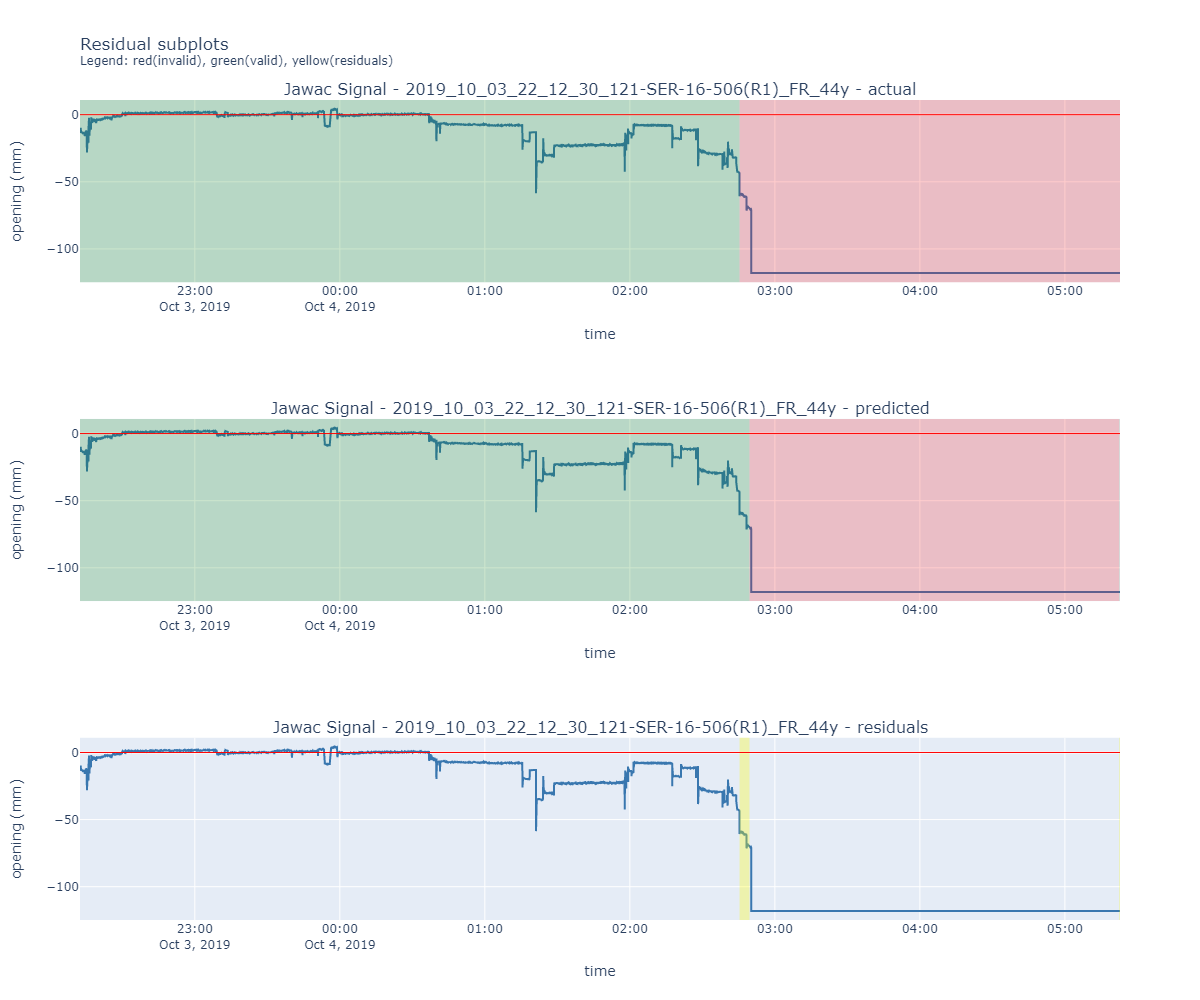 Residual subplots
Legend: red(invalid), green(valid), yellow(residuals)
Jawac Signal - 2019_10_03_22_12_30_121-SER-16-506(R1)_FR_44y - actual
opening (mm)
0
−50
−100
23:00 00:00 01:00 02:00 03:00 04:00 05:00
Oct 3, 2019 Oct 4, 2019
time
Jawac Signal - 2019_10_03_22_12_30_121-SER-16-506(R1)_FR_44y - predicted
opening (mm)
0
−50
−100
23:00 00:00 01:00 02:00 03:00 04:00 05:00
Oct 3, 2019 Oct 4, 2019
time
Jawac Signal - 2019_10_03_22_12_30_121-SER-16-506(R1)_FR_44y - residuals
opening (mm)
0
−50
−100
23:00 00:00 01:00 02:00 03:00 04:00 05:00
Oct 3, 2019 Oct 4, 2019
time